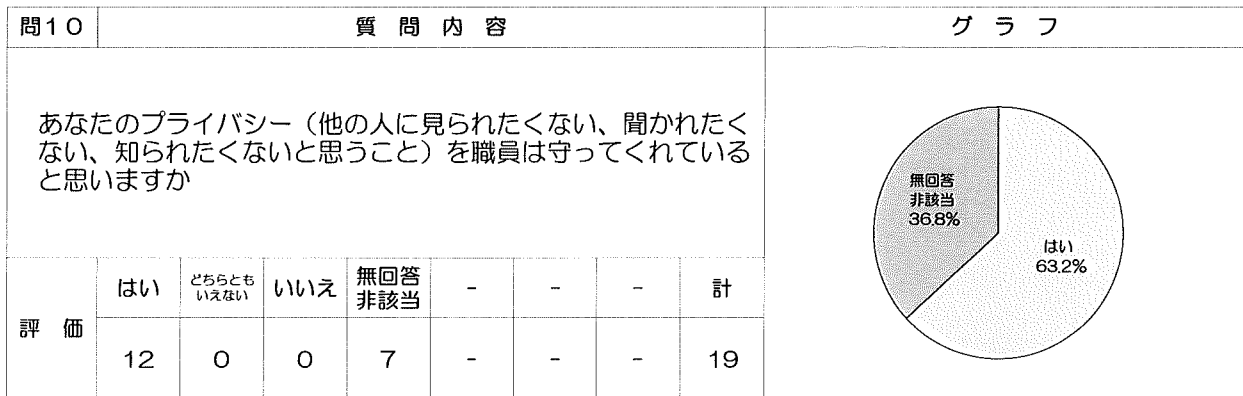 問10 質問内容 グラフ
あなたのプライバシー（他の人に見られたくない、聞かれたく
ない、知られたくないと思うこと）を職員は守ってくれている
と思いますか
無回答
非該当
36.8%
はい
63.2%
評価 はい どちらとも いいえ 無回答 - - - 計
いえない 非該当
12 0 0 7 - - - 19